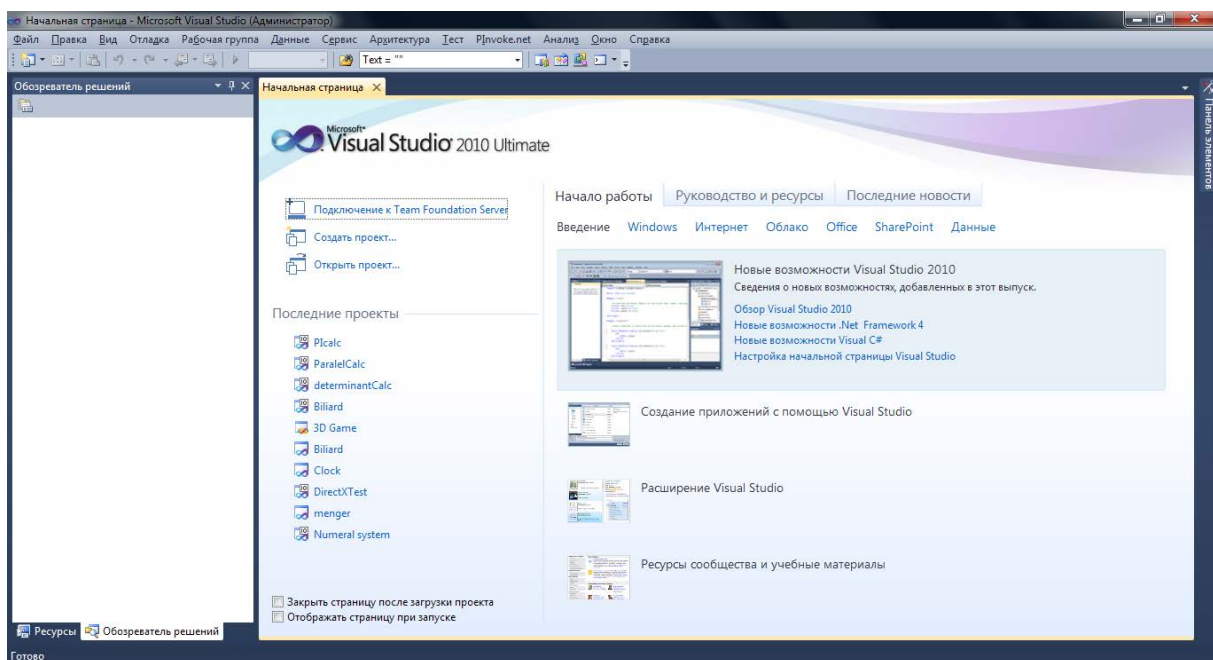 Начальная страница - Microsoft Visual Studio (Администратор)
Файл Правка Вид Отладка Рабочая группа Данные Сервис Архитектура Тест PInvoke.net Анализ Окно Справка
Text = ""
Обозреватель решений
Начальная страница
Панель элементов
Microsoft
Visual Studio 2010 Ultimate
Подключение к Team Foundation Server
Создать проект...
Открыть проект...
Последние проекты
PIcalc
ParalelCalc
determinantCalc
Biliard
3D Game
Biliard
Clock
DirectXTest
menger
Numeral system
Закрыть страницу после загрузки проекта
Отображать страницу при запуске
Начало работы Руководство и ресурсы Последние новости
Введение Windows Интернет Облако Office SharePoint Данные
Новые возможности Visual Studio 2010
Сведения о новых возможностях, добавленных в этот выпуск.
Обзор Visual Studio 2010
Новые возможности .Net Framework 4
Новые возможности Visual C#
Настройка начальной страницы Visual Studio
Создание приложений с помощью Visual Studio
Расширение Visual Studio
Ресурсы сообщества и учебные материалы
Ресурсы Обозреватель решений
Готово